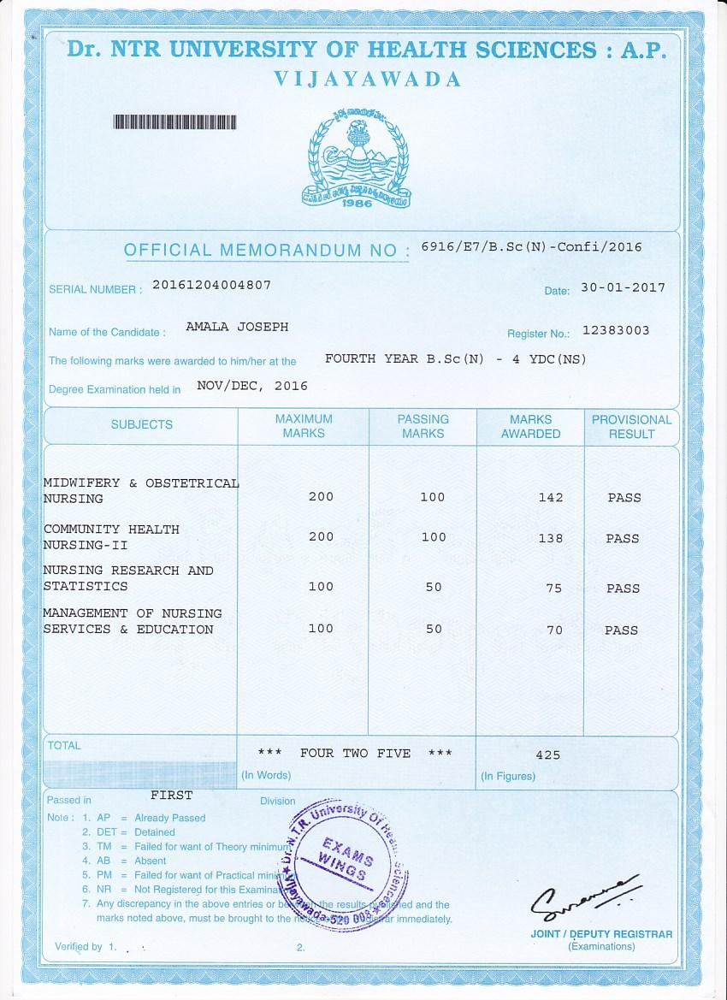 Dr. NTR UNIVERSITY OF HEALTH SCIENCES : A.P.
VIJAYAWADA
1986
OFFICIAL MEMORANDUM NO : 6916/E7/B.Sc(N)-Confi/2016
SERIAL NUMBER : 20161204004807 Date: 30-01-2017
Name of the Candidate : AMALA JOSEPH Register No.: 12383003
The following marks were awarded to him/her at the FOURTH YEAR B.Sc(N) - 4 YDC(NS)
Degree Examination held in NOV/DEC, 2016
SUBJECTS MAXIMUM MARKS PASSING MARKS MARKS AWARDED PROVISIONAL RESULT
MIDWIFERY & OBSTETRICAL
NURSING 200 100 142 PASS
COMMUNITY HEALTH
NURSING-II 200 100 138 PASS
NURSING RESEARCH AND
STATISTICS 100 50 75 PASS
MANAGEMENT OF NURSING
SERVICES & EDUCATION 100 50 70 PASS
TOTAL *** FOUR TWO FIVE *** 425
(In Words) (In Figures)
Passed in FIRST Division
Note : 1. AP = Already Passed
2. DET = Detained
3. TM = Failed for want of Theory minimum
4. AB = Absent
5. PM = Failed for want of Practical minim
6. NR = Not Registered for this Examina
7. Any discrepancy in the above entries or the results published and the
marks noted above, must be brought to the immediately.
Verified by 1. 2.
Dr. N.T.R. University Of Health Sciences
Vijayawada-520 008
EXAMS
WINGS
JOINT / DEPUTY REGISTRAR
(Examinations)